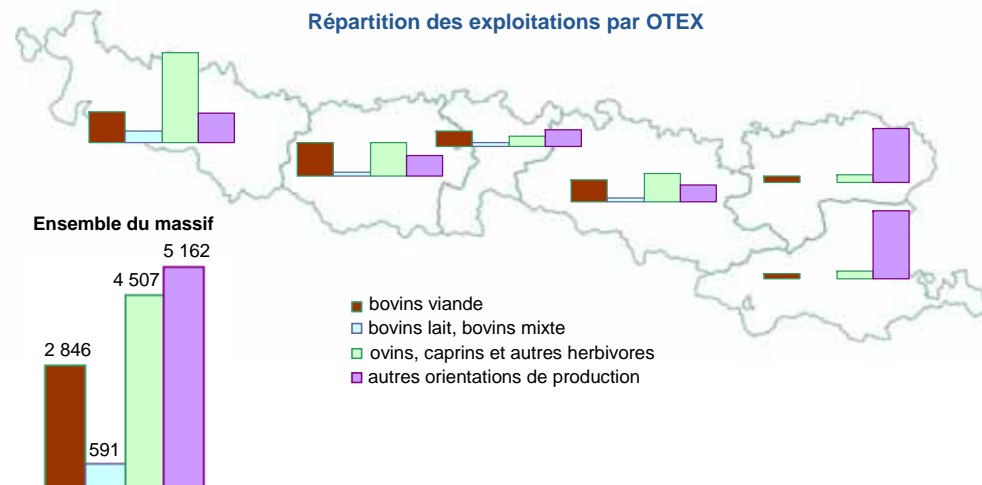 Répartition des exploitations par OTEX
Ensemble du massif
5 162
4 507
2 846
591
bovins viande
bovins lait, bovins mixte
ovins, caprins et autres herbivores
autres orientations de production